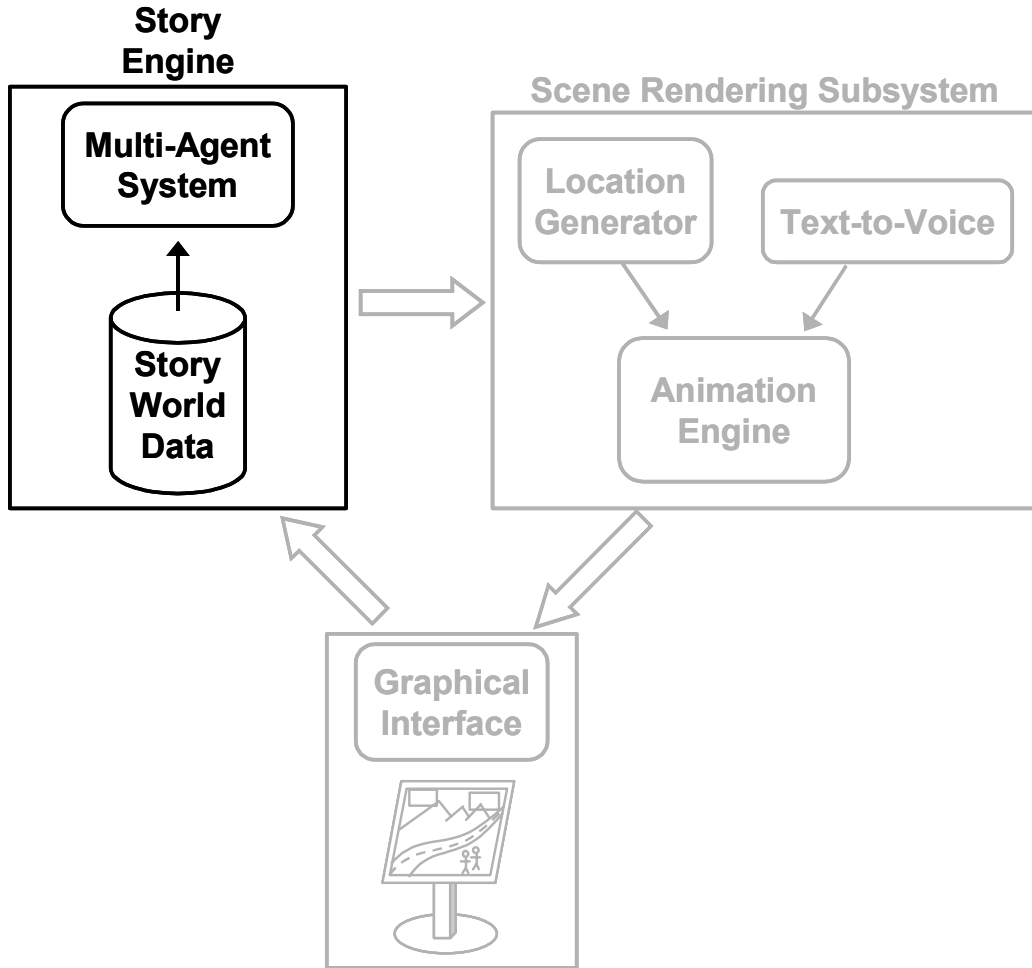 Story
Engine
Multi-Agent
System
Story
World
Data
Scene Rendering Subsystem
Location
Generator
Text-to-Voice
Animation
Engine
Graphical
Interface